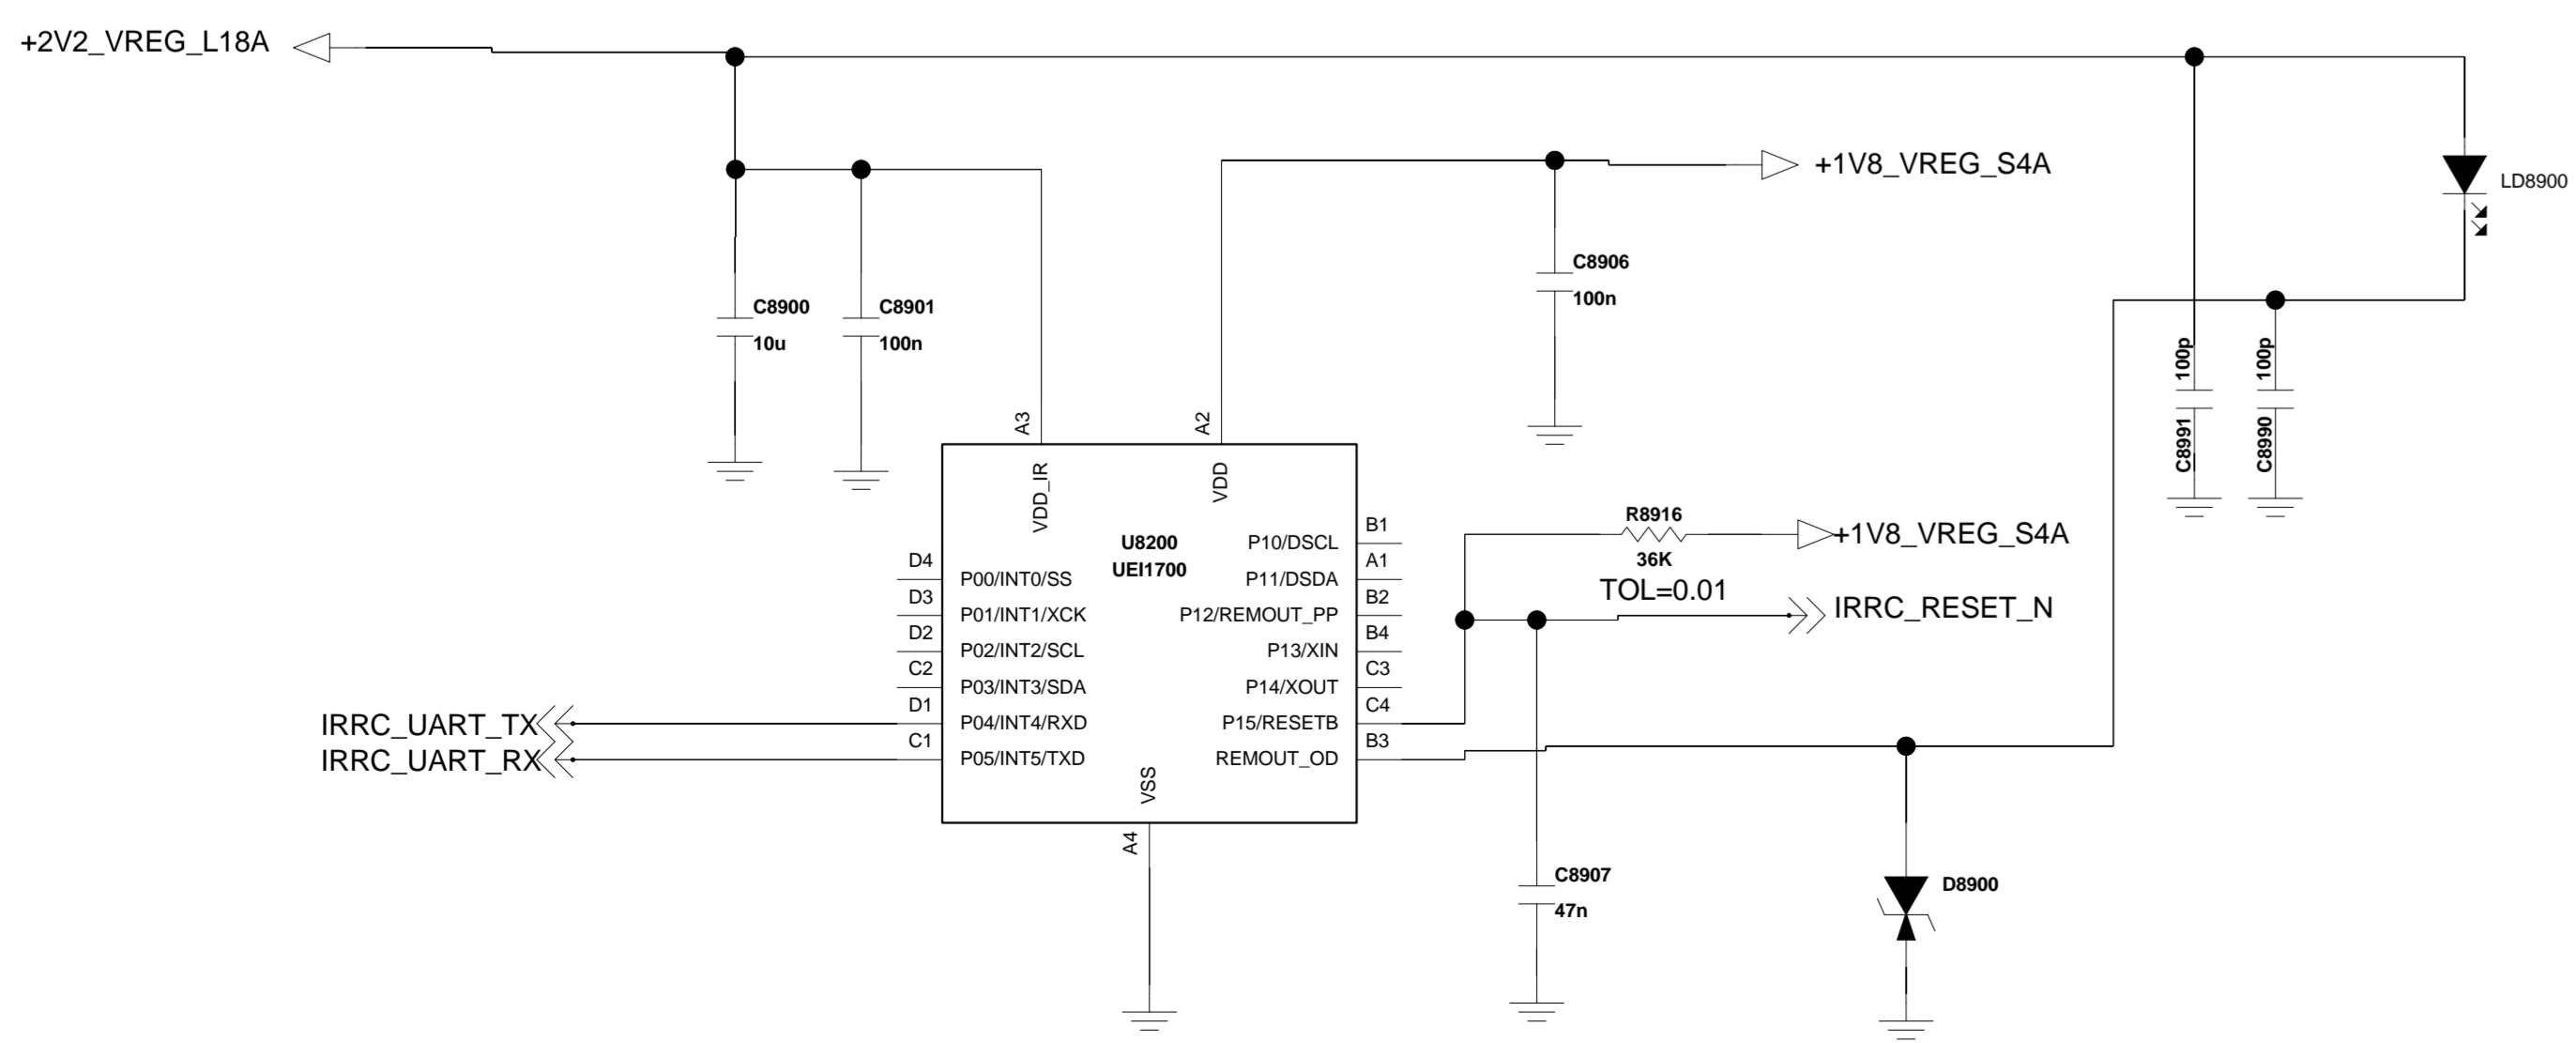 +2V2_VREG_L18A
+1V8_VREG_S4A
LD8900
C8906
100n
C8900
10u
C8901
100n
100p
C8991
100p
C8990
A3
A2
VDD_IR
VDD
U8200
UEI1700
R8916
36K
TOL=0.01
+1V8_VREG_S4A
IRRC_RESET_N
D4
P00/INT0/SS
D3
P01/INT1/XCK
D2
P02/INT2/SCL
C2
P03/INT3/SDA
D1
P04/INT4/RXD
C1
P05/INT5/TXD
B1
P10/DSCL
A1
P11/DSDA
B2
P12/REMOUT_PP
B4
P13/XIN
C3
P14/XOUT
C4
P15/RESETB
B3
REMOUT_OD
IRRC_UART_TX
IRRC_UART_RX
VSS
A4
C8907
47n
D8900